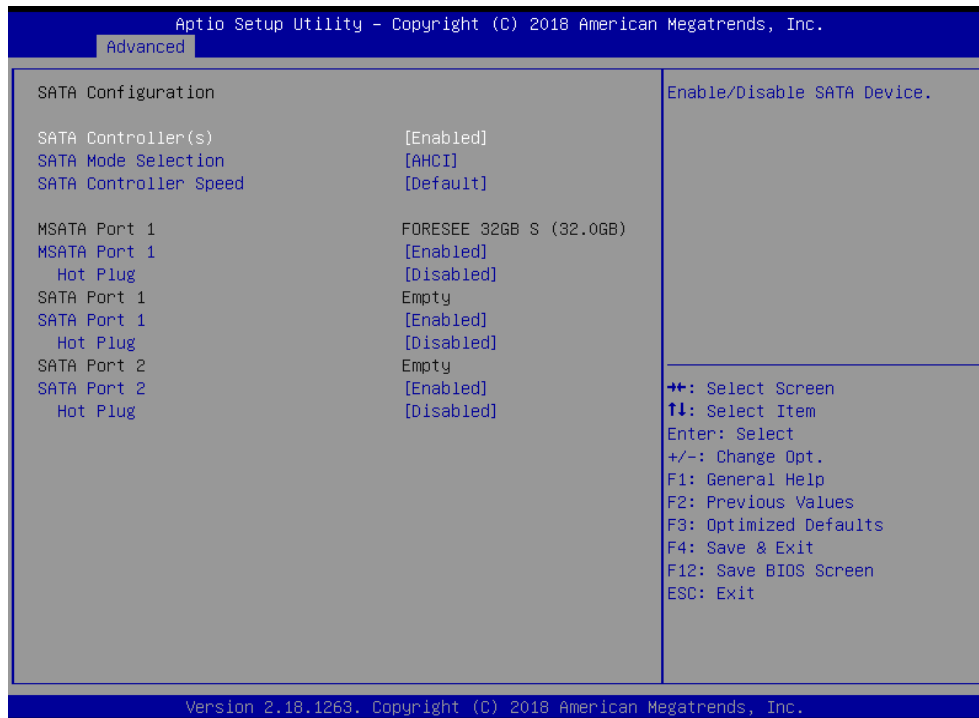 Aptio Setup Utility – Copyright (C) 2018 American Megatrends, Inc.
Advanced
SATA Configuration
SATA Controller(s) [Enabled]
SATA Mode Selection [AHCI]
SATA Controller Speed [Default]
MSATA Port 1 FORESEE 32GB S (32.0GB)
MSATA Port 1 [Enabled]
Hot Plug [Disabled]
SATA Port 1 Empty
SATA Port 1 [Enabled]
Hot Plug [Disabled]
SATA Port 2 Empty
SATA Port 2 [Enabled]
Hot Plug [Disabled]
Enable/Disable SATA Device.
→←: Select Screen
↑↓: Select Item
Enter: Select
+/-: Change Opt.
F1: General Help
F2: Previous Values
F3: Optimized Defaults
F4: Save & Exit
F12: Save BIOS Screen
ESC: Exit
Version 2.18.1263. Copyright (C) 2018 American Megatrends, Inc.